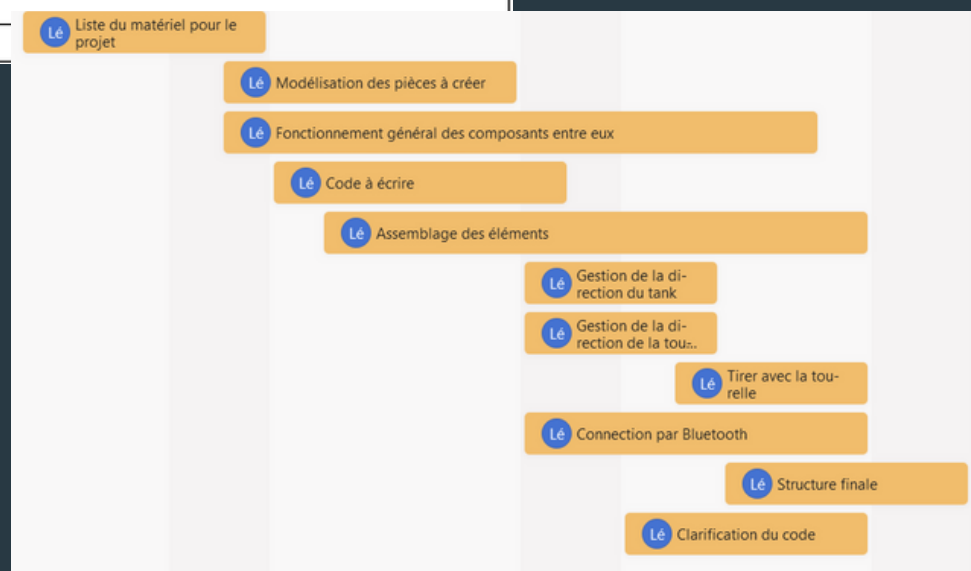 Lé Liste du matériel pour le
projet
Lé Modélisation des pièces à créer
Lé Fonctionnement général des composants entre eux
Lé Code à écrire
Lé Assemblage des éléments
Lé Gestion de la di-
rection du tank
Lé Gestion de la di-
rection de la tou-..
Lé Tirer avec la tou-
relle
Lé Connection par Bluetooth
Lé Structure finale
Lé Clarification du code